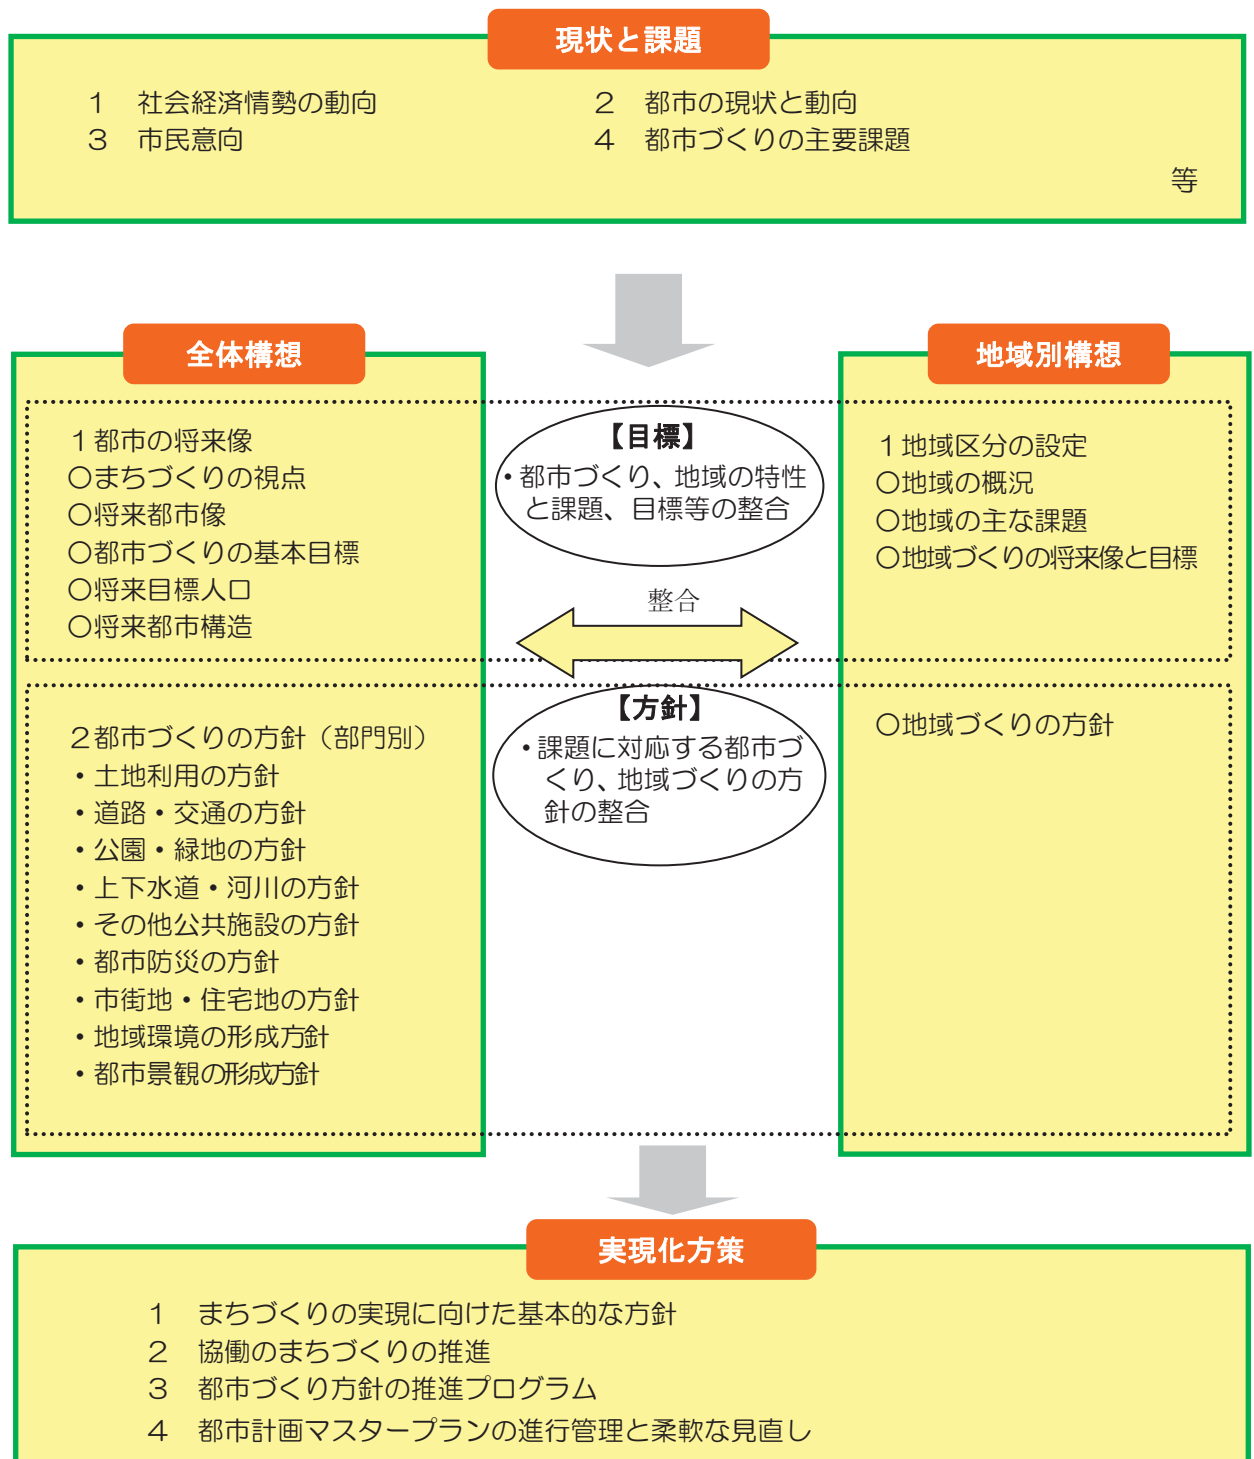 現状と課題
１　社会経済情勢の動向
２　都市の現状と動向
３　市民意向
４　都市づくりの主要課題
等
全体構想
１都市の将来像
○まちづくりの視点
○将来都市像
○都市づくりの基本目標
○将来目標人口
○将来都市構造
２都市づくりの方針（部門別）
・土地利用の方針
・道路・交通の方針
・公園・緑地の方針
・上下水道・河川の方針
・その他公共施設の方針
・都市防災の方針
・市街地・住宅地の方針
・地域環境の形成方針
・都市景観の形成方針
【目標】
・都市づくり、地域の特性
と課題、目標等の整合
整合
【方針】
・課題に対応する都市づ
くり、地域づくりの方
針の整合
地域別構想
１地域区分の設定
○地域の概況
○地域の主な課題
○地域づくりの将来像と目標
○地域づくりの方針
実現化方策
１　まちづくりの実現に向けた基本的な方針
２　協働のまちづくりの推進
３　都市づくり方針の推進プログラム
４　都市計画マスタープランの進行管理と柔軟な見直し